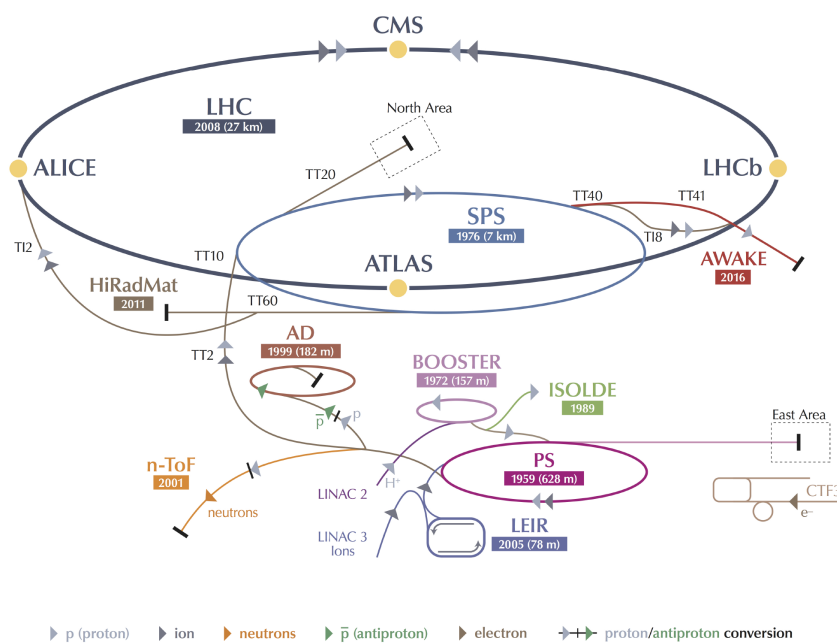 CMS
LHC
2008 (27 km)
North Area
ALICE
TT20
LHCb
TT40
TT41
SPS
1976 (7 km)
TI2
TT10
TI8
ATLAS
AWAKE
2016
HiRadMat
2011
TT60
AD
1999 (182 m)
TT2
BOOSTER
1972 (157 m)
ISOLDE
1989
p
p̅
East Area
n-ToF
2001
H⁺
PS
1959 (628 m)
LINAC 2
neutrons
CTF3
e–
LINAC 3
Ions
LEIR
2005 (78 m)
p (proton)
ion
neutrons
p̅ (antiproton)
electron
proton/antiproton conversion